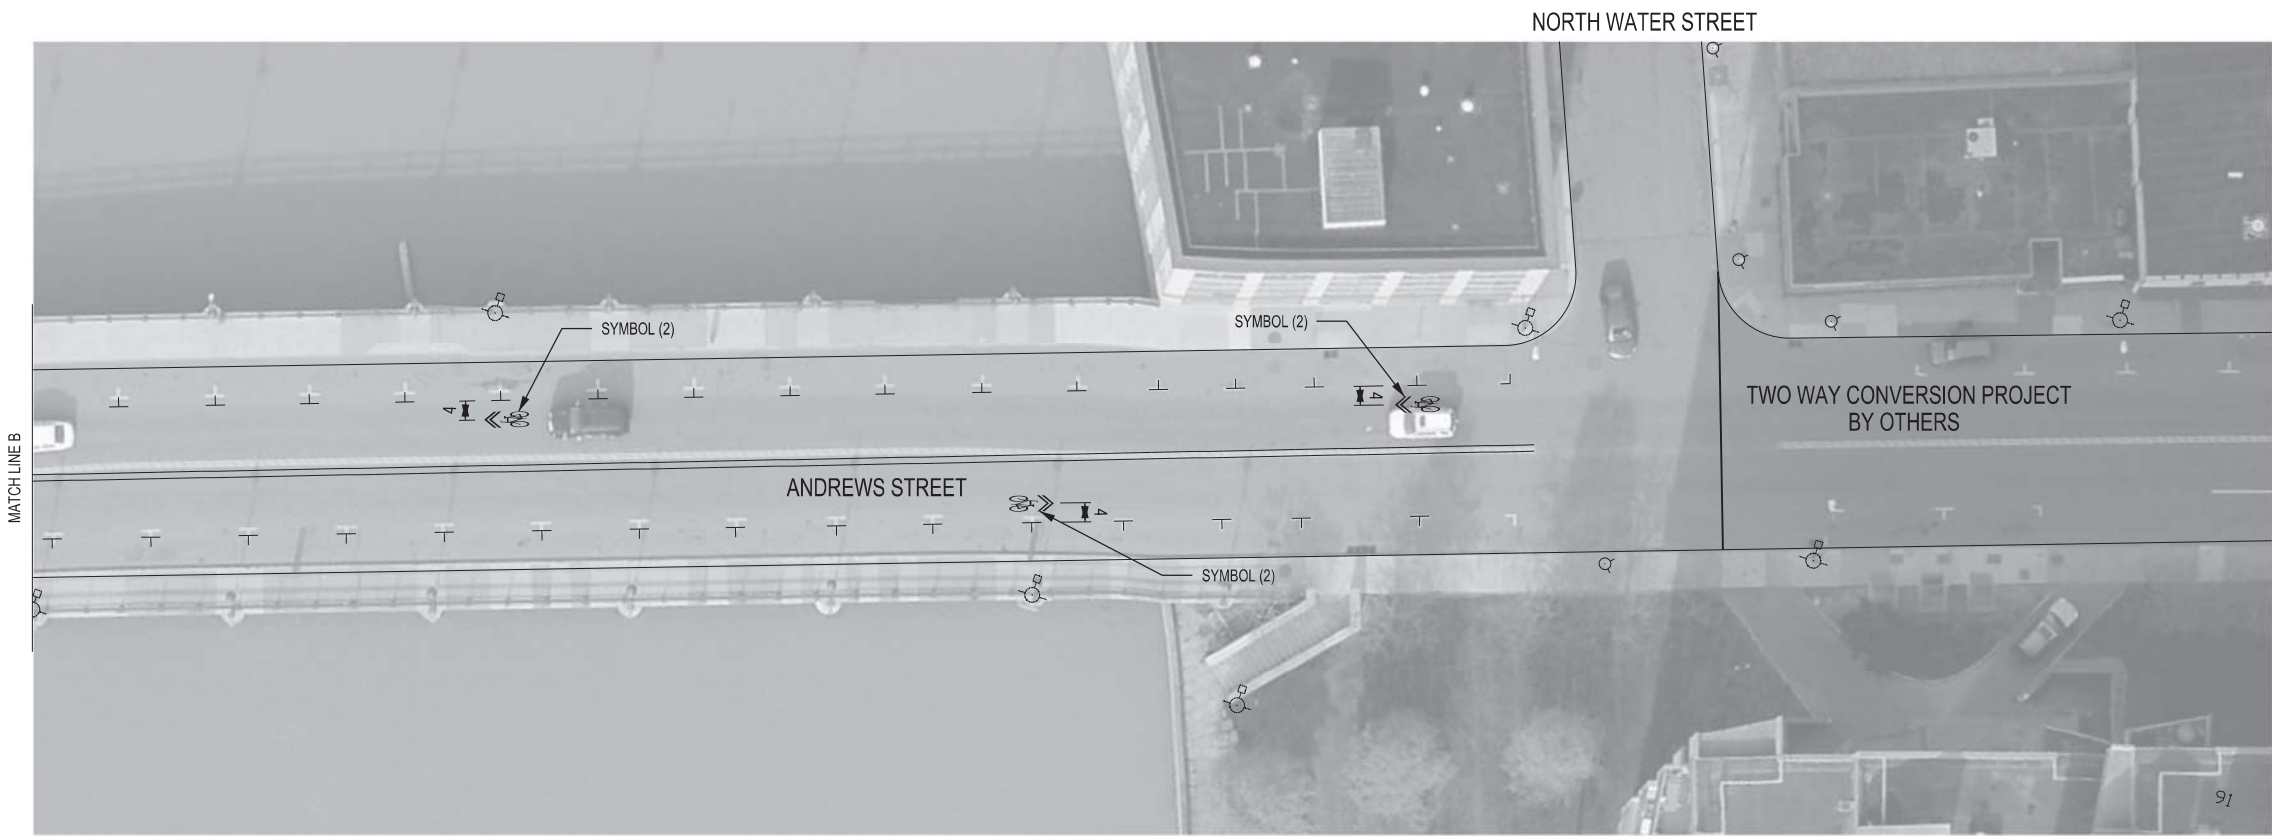 NORTH WATER STREET
SYMBOL (2)
SYMBOL (2)
4
4
TWO WAY CONVERSION PROJECT
BY OTHERS
MATCH LINE B
ANDREWS STREET
4
SYMBOL (2)
91